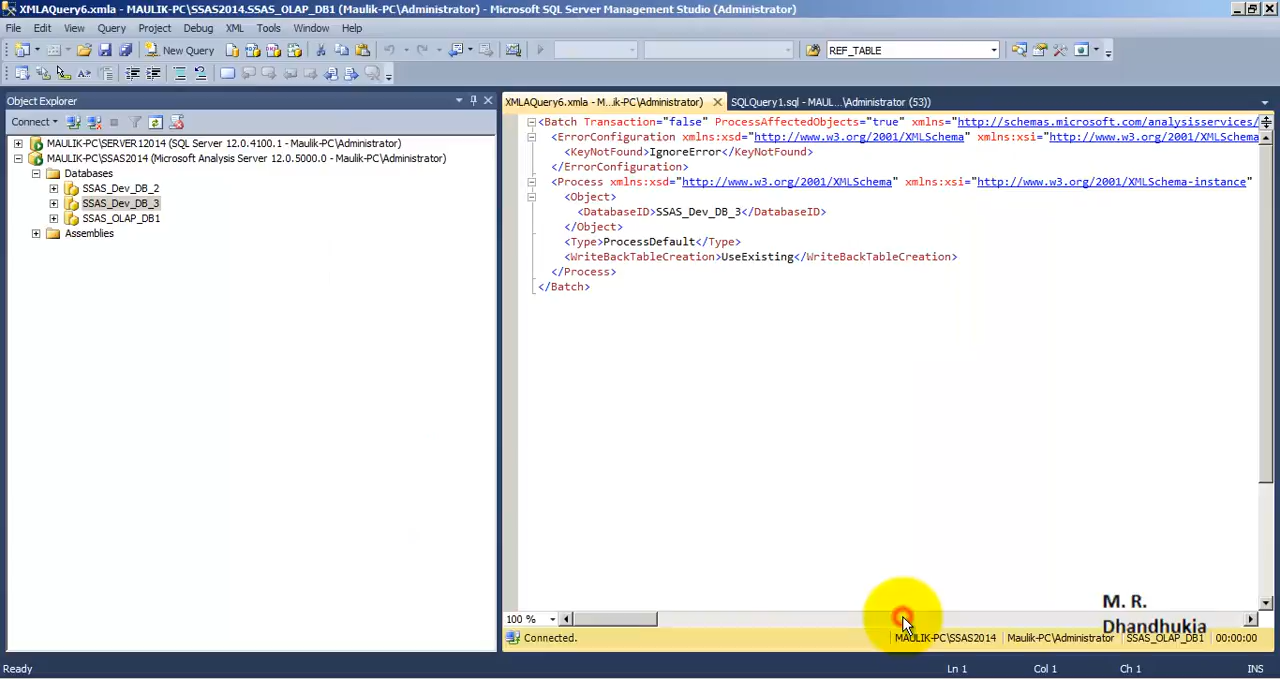 XMLAQuery6.xmla - MAULIK-PC\SSAS2014.SSAS_OLAP_DB1 (Maulik-PC\Administrator) - Microsoft SQL Server Management Studio (Administrator)
File Edit View Query Project Debug XML Tools Window Help
New Query REF_TABLE
Object Explorer
Connect
MAULIK-PC\SERVER12014 (SQL Server 12.0.4100.1 - Maulik-PC\Administrator)
MAULIK-PC\SSAS2014 (Microsoft Analysis Server 12.0.5000.0 - Maulik-PC\Administrator)
Databases
SSAS_Dev_DB_2
SSAS_Dev_DB_3
SSAS_OLAP_DB1
Assemblies
XMLAQuery6.xmla - M...ik-PC\Administrator) SQLQuery1.sql - MAUL...\Administrator (53))
<Batch Transaction="false" ProcessAffectedObjects="true" xmlns="http://schemas.microsoft.com/analysisservices/
<ErrorConfiguration xmlns:xsd="http://www.w3.org/2001/XMLSchema" xmlns:xsi="http://www.w3.org/2001/XMLSchema
<KeyNotFound>IgnoreError</KeyNotFound>
</ErrorConfiguration>
<Process xmlns:xsd="http://www.w3.org/2001/XMLSchema" xmlns:xsi="http://www.w3.org/2001/XMLSchema-instance"
<Object>
<DatabaseID>SSAS_Dev_DB_3</DatabaseID>
</Object>
<Type>ProcessDefault</Type>
<WriteBackTableCreation>UseExisting</WriteBackTableCreation>
</Process>
</Batch>
M. R.
Dhandhukia
100 %
Connected. MAULIK-PC\SSAS2014 Maulik-PC\Administrator SSAS_OLAP_DB1 00:00:00
Ready Ln 1 Col 1 Ch 1 INS